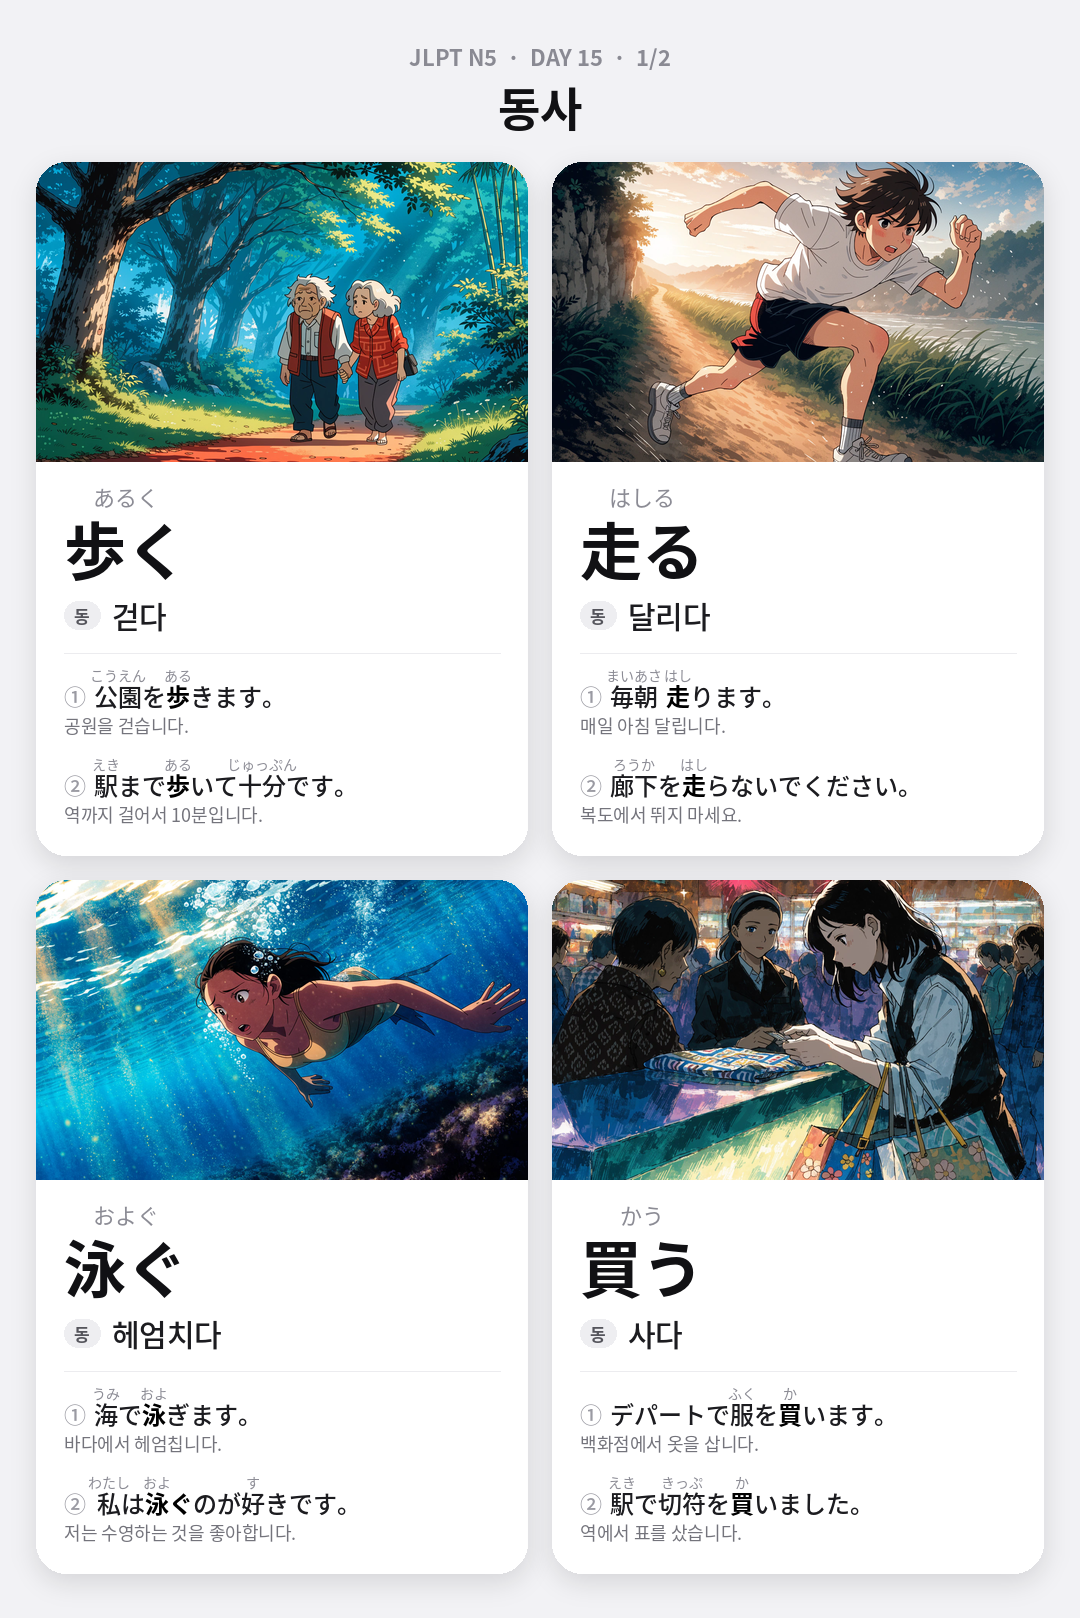 JLPT N5 · DAY 15 · 1/2
동사
あるく
歩く
동 걷다
こうえん ある
① 公園を歩きます。
공원을 걷습니다.
えき ある じゅっぷん
② 駅まで歩いて十分です。
역까지 걸어서 10분입니다.
はしる
走る
동 달리다
まいあさ はし
① 毎朝 走ります。
매일 아침 달립니다.
ろうか はし
② 廊下を走らないでください。
복도에서 뛰지 마세요.
およぐ
泳ぐ
동 헤엄치다
うみ およ
① 海で泳ぎます。
바다에서 헤엄칩니다.
わたし およ す
② 私は泳ぐのが好きです。
저는 수영하는 것을 좋아합니다.
かう
買う
동 사다
ふく か
① デパートで服を買います。
백화점에서 옷을 삽니다.
えき きっぷ か
② 駅で切符を買いました。
역에서 표를 샀습니다.